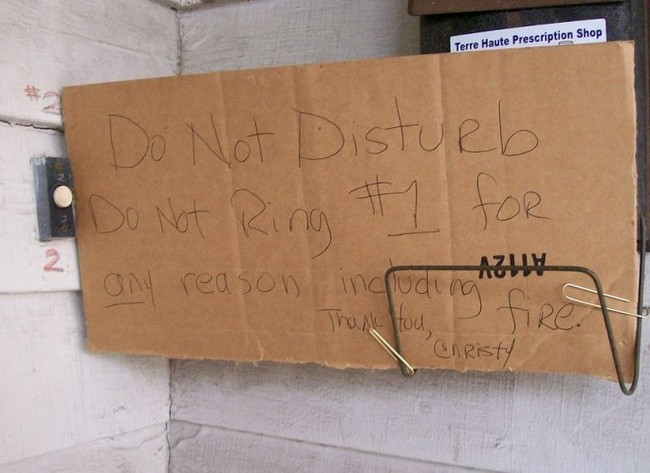 Terre Haute Prescription Shop
#2
Do Not Disturb
Do Not Ring #1 for
any reason including
fire.
Thank You,
Christy
A112V
2